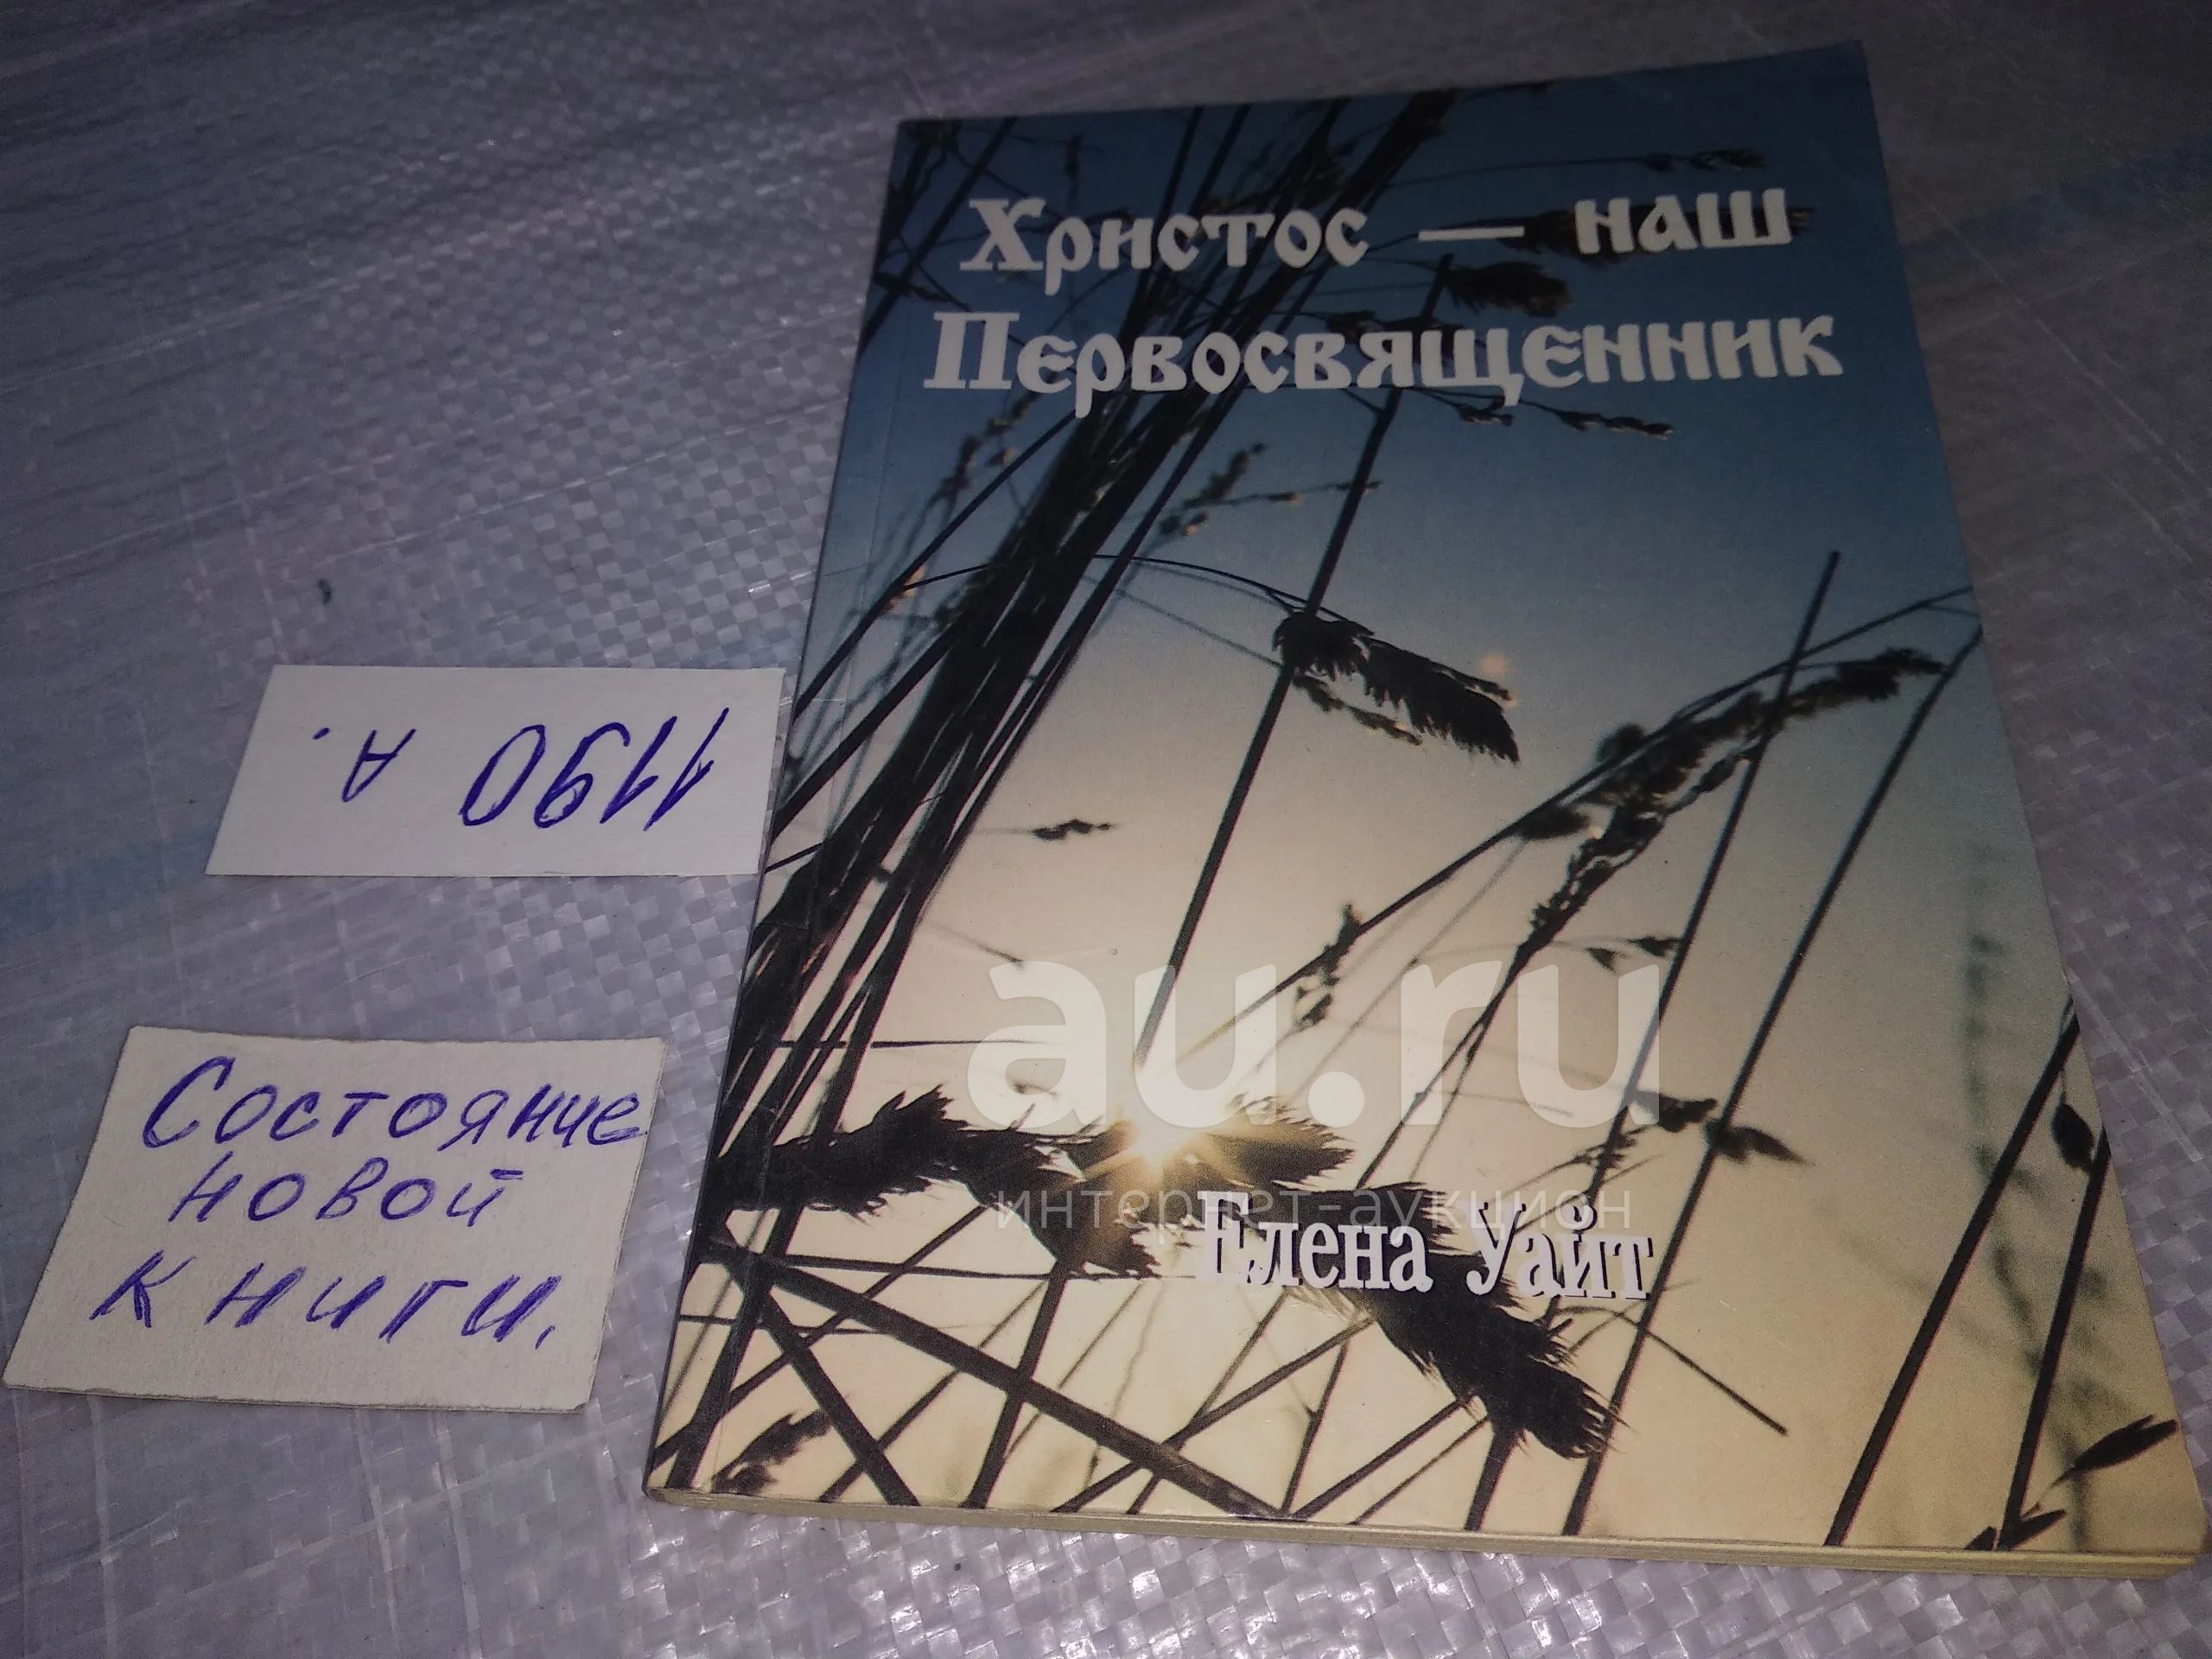 Христос — наш
Первосвященник
1190 А.
Состояние
новой
книги.
au.ru
интернет-аукцион
Елена Уайт